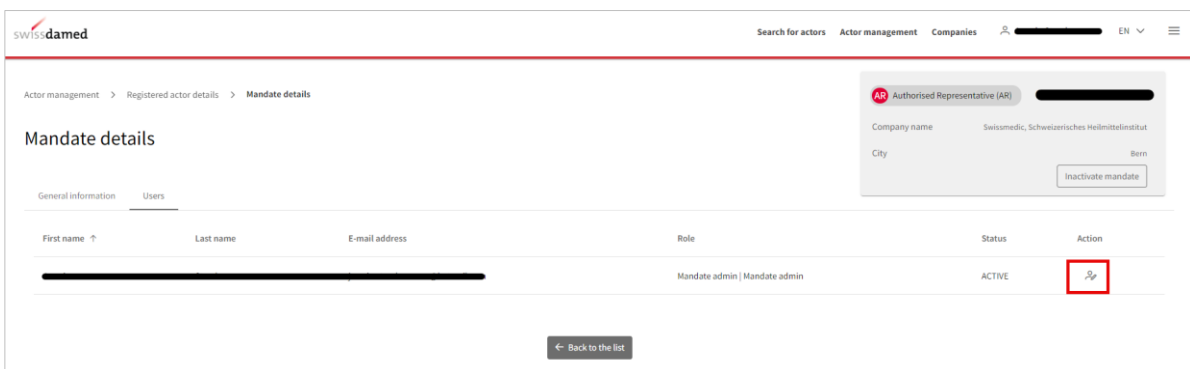 swissdamed
Search for actors Actor management Companies EN
Actor management > Registered actor details > Mandate details
AR Authorised Representative (AR)
Mandate details
Company name Swissmedic, Schweizerisches Heilmittelinstitut
City Bern
Inactivate mandate
General information Users
First name ↑ Last name E-mail address Role Status Action
Mandate admin | Mandate admin ACTIVE
← Back to the list